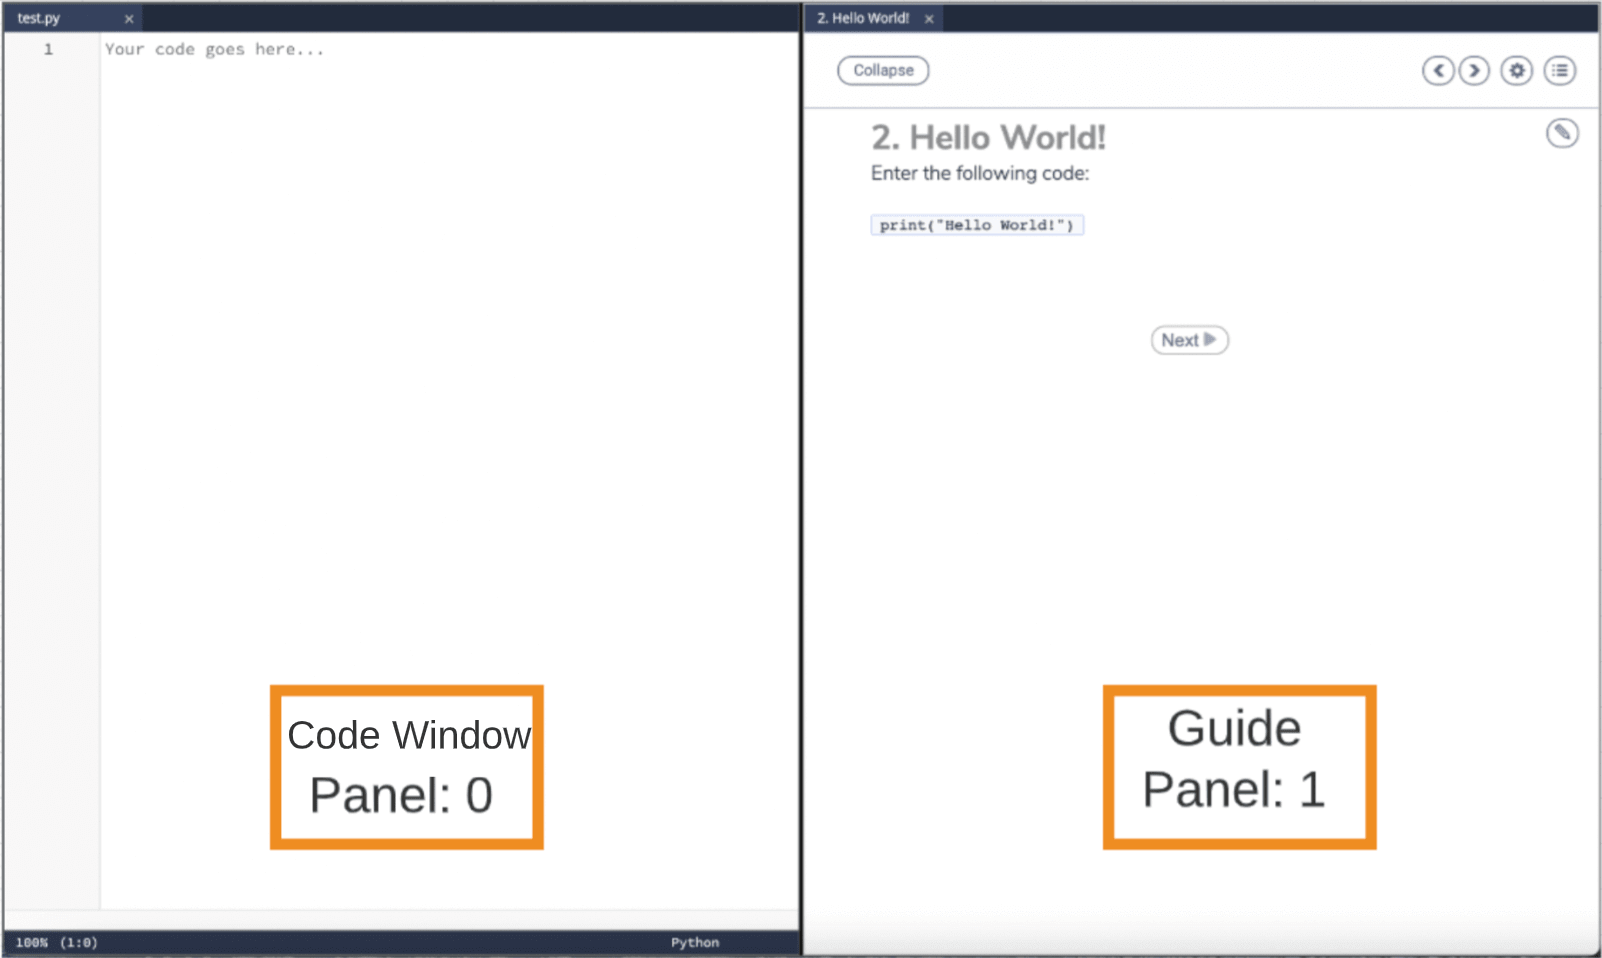 test.py ×
1 Your code goes here...
Code Window
Panel: 0
100% (1:0) Python
2. Hello World! ×
Collapse
2. Hello World!
Enter the following code:
print("Hello World!")
Next
Guide
Panel: 1